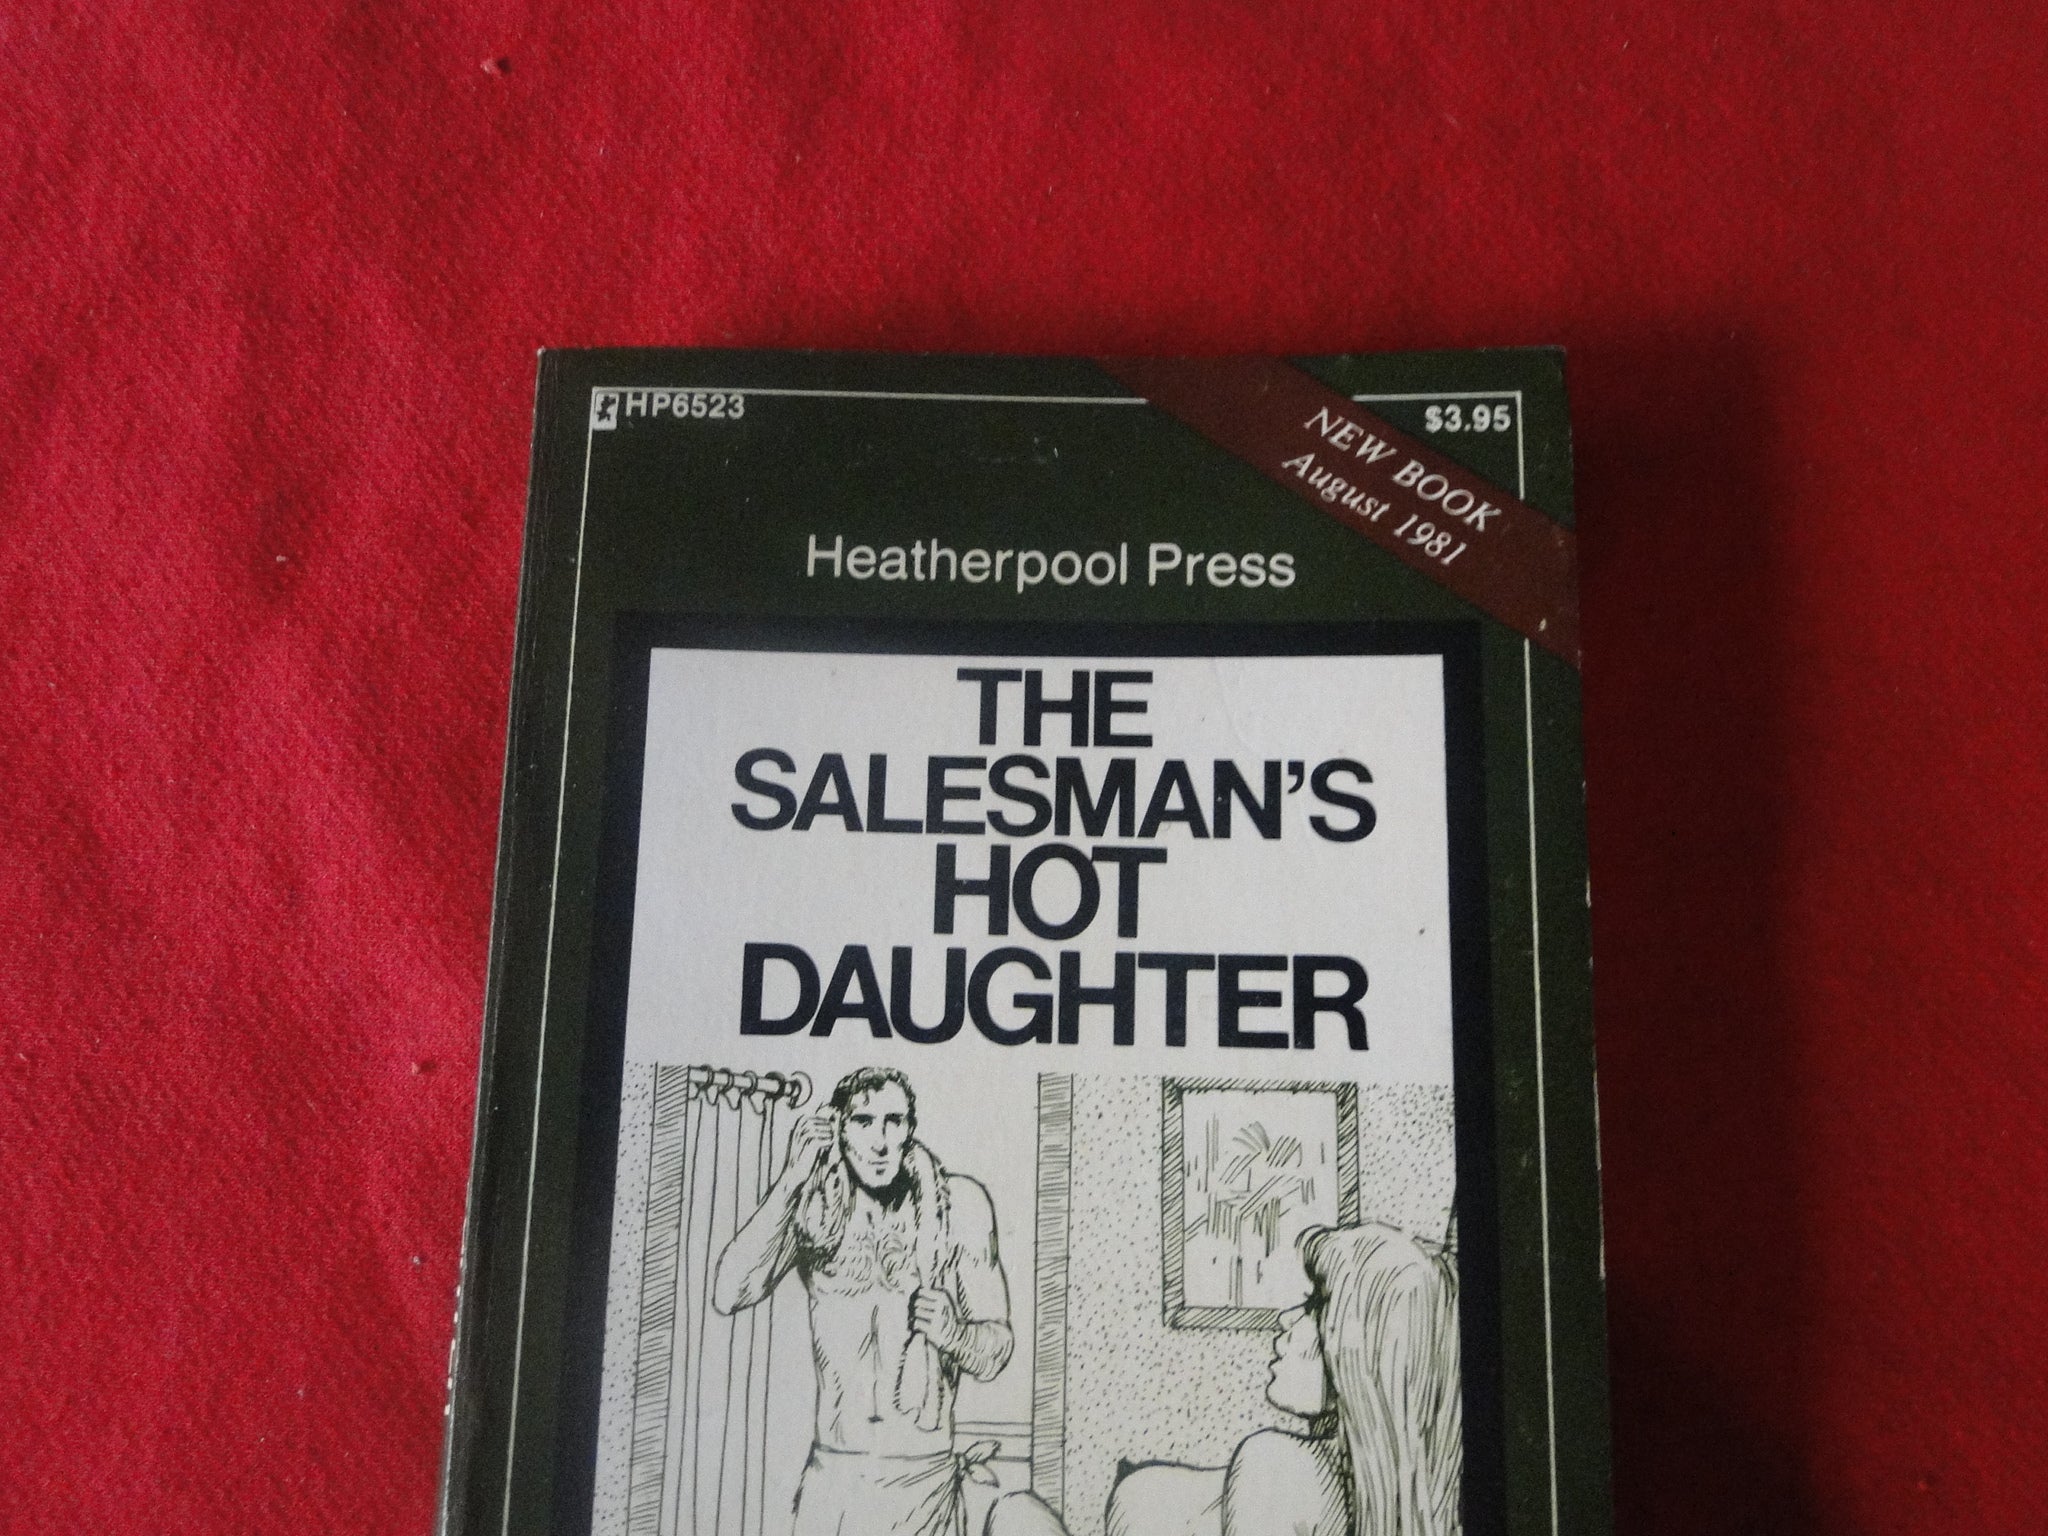 HP6523
$3.95
NEW BOOK
August 1981
Heatherpool Press
THE
SALESMAN'S
HOT
DAUGHTER